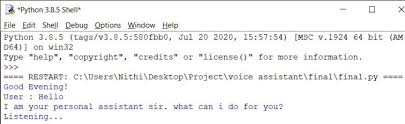 *Python 3.8.5 Shell*
File Edit Shell Debug Options Window Help
Python 3.8.5 (tags/v3.8.5:580fbb0, Jul 20 2020, 15:57:54) [MSC v.1924 64 bit (AM
D64)] on win32
Type "help", "copyright", "credits" or "license()" for more information.
>>>
==== RESTART: C:\Users\Nithi\Desktop\Project\voice assistant\final\final.py ====
Good Evening!
User : Hello
I am your personal assistant sir. what can i do for you?
Listening...